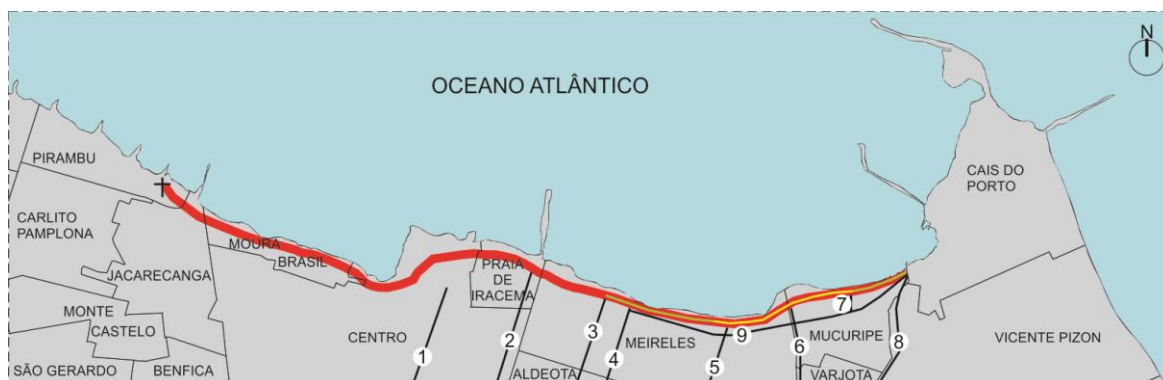 N
OCEANO ATLÂNTICO
PIRAMBU
CAIS DO
PORTO
CARLITO
PAMPLONA
MOURA
BRASIL
JACARECANGA
PRAIA
DE
IRACEMA
MONTE
CASTELO
CENTRO
1
2
3
4
MEIRELES
5
9
6
7
MUCURIPE
8
VICENTE PIZON
SÃO GERARDO
BENFICA
ALDEOTA
VARJOTA